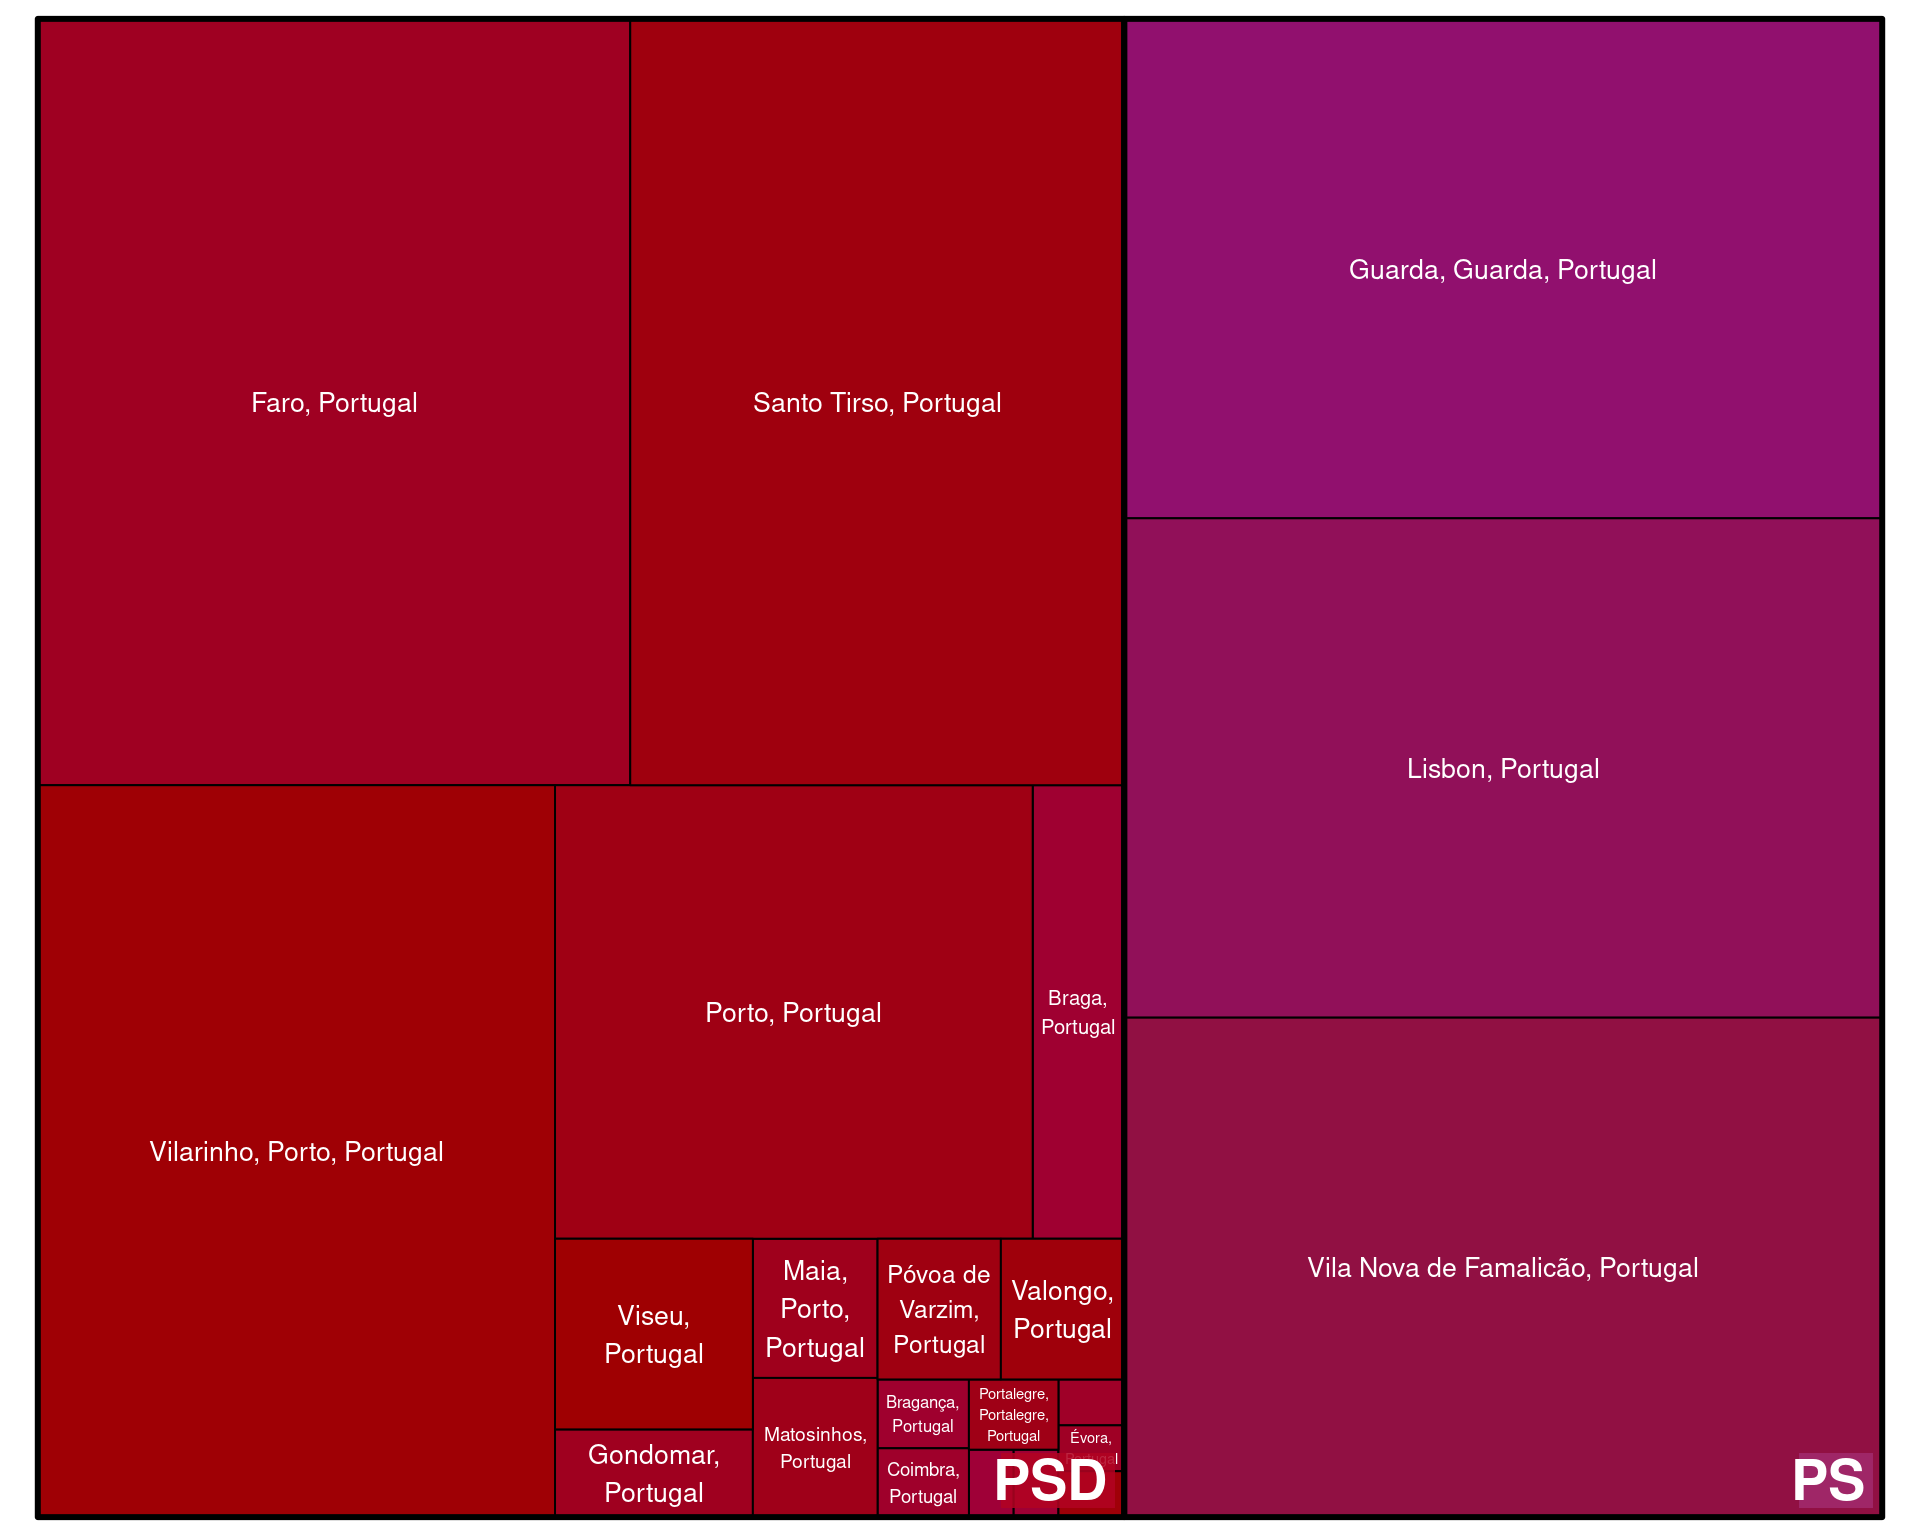 Faro, Portugal
Santo Tirso, Portugal
Guarda, Guarda, Portugal
Lisbon, Portugal
Vilarinho, Porto, Portugal
Porto, Portugal
Braga,
Portugal
Vila Nova de Famalicão, Portugal
Viseu,
Portugal
Maia,
Porto,
Portugal
Póvoa de
Varzim,
Portugal
Valongo,
Portugal
Gondomar,
Portugal
Matosinhos,
Portugal
Bragança,
Portugal
Portalegre,
Portalegre,
Portugal
Coimbra,
Portugal
Évora,
Portugal
PSD
PS